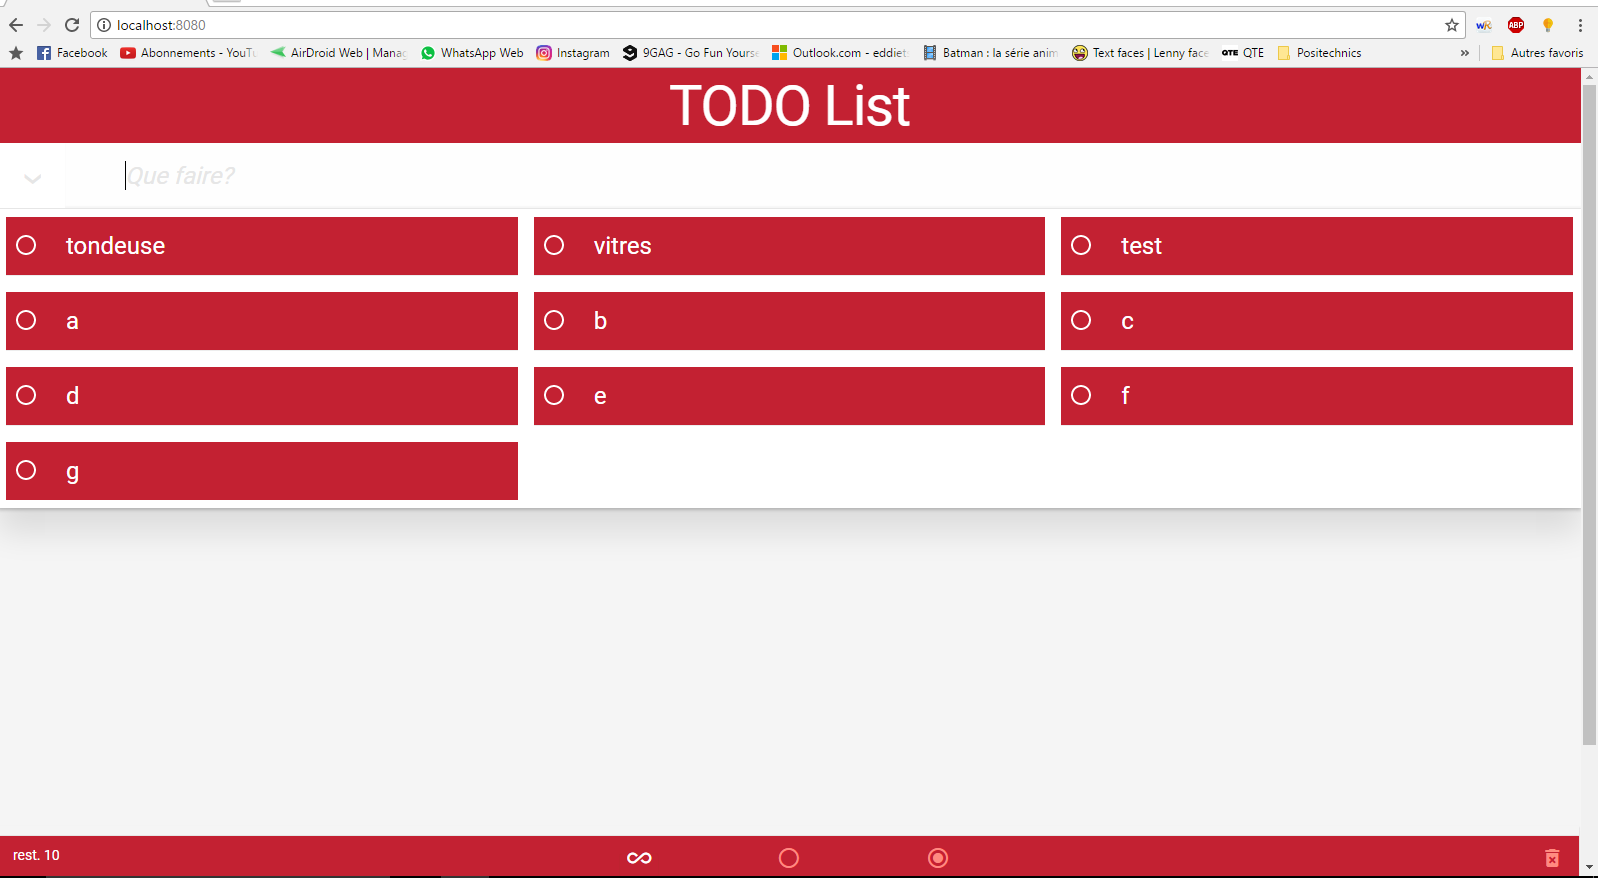 localhost:8080
Facebook Abonnements - YouTu AirDroid Web | Manag WhatsApp Web Instagram 9GAG - Go Fun Yourse Outlook.com - eddiet Batman : la série anim Text faces | Lenny face QTE QTE Positechnics » Autres favoris
TODO List
Que faire?
tondeuse vitres test
a b c
d e f
g
rest. 10